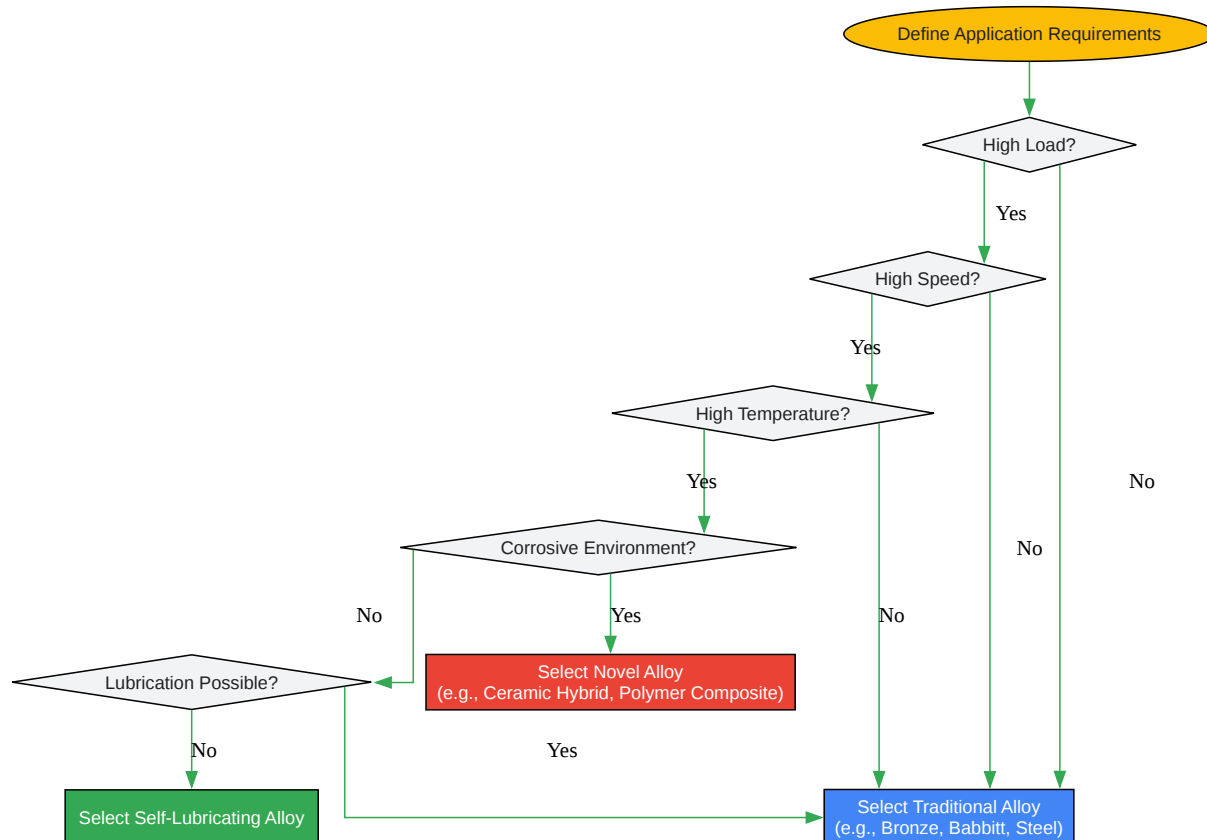 Define Application Requirements
High Load?
Yes
High Speed?
Yes
High Temperature?
Yes
No
Corrosive Environment?
No
No
Yes
No
Select Novel Alloy
(e.g., Ceramic Hybrid, Polymer Composite)
Lubrication Possible?
No
Yes
Select Self-Lubricating Alloy
Select Traditional Alloy
(e.g., Bronze, Babbitt, Steel)